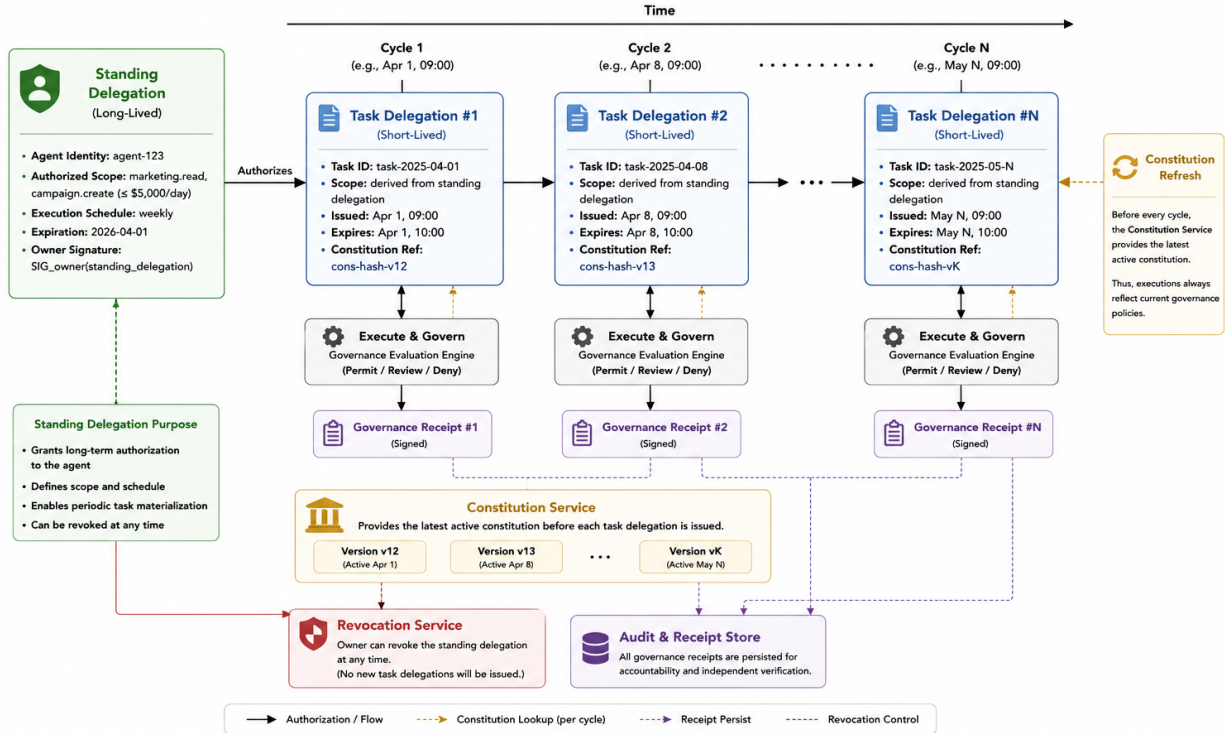 Time
Cycle 1
(e.g., Apr 1, 09:00)
Cycle 2
(e.g., Apr 8, 09:00)
Cycle N
(e.g., May N, 09:00)
Standing
Delegation
(Long-Lived)
• Agent Identity: agent-123
• Authorized Scope: marketing.read,
campaign.create (≤ $5,000/day)
• Execution Schedule: weekly
• Expiration: 2026-04-01
• Owner Signature:
SIG_owner(standing_delegation)
Authorizes
Task Delegation #1
(Short-Lived)
• Task ID: task-2025-04-01
• Scope: derived from standing
delegation
• Issued: Apr 1, 09:00
• Expires: Apr 1, 10:00
• Constitution Ref:
cons-hash-v12
Task Delegation #2
(Short-Lived)
• Task ID: task-2025-04-08
• Scope: derived from standing
delegation
• Issued: Apr 8, 09:00
• Expires: Apr 8, 10:00
• Constitution Ref:
cons-hash-v13
Task Delegation #N
(Short-Lived)
• Task ID: task-2025-05-N
• Scope: derived from standing
delegation
• Issued: May N, 09:00
• Expires: May N, 10:00
• Constitution Ref:
cons-hash-vK
Constitution
Refresh
Before every cycle,
the Constitution Service
provides the latest
active constitution.
Thus, executions always
reflect current governance
policies.
Execute & Govern
Governance Evaluation Engine
(Permit / Review / Deny)
Execute & Govern
Governance Evaluation Engine
(Permit / Review / Deny)
Execute & Govern
Governance Evaluation Engine
(Permit / Review / Deny)
Governance Receipt #1
(Signed)
Governance Receipt #2
(Signed)
Governance Receipt #N
(Signed)
Standing Delegation Purpose
• Grants long-term authorization
to the agent
• Defines scope and schedule
• Enables periodic task materialization
• Can be revoked at any time
Constitution Service
Provides the latest active constitution before each task delegation is issued.
Version v12
(Active Apr 1)
Version v13
(Active Apr 8)
Version vK
(Active May N)
Revocation Service
Owner can revoke the standing delegation
at any time.
(No new task delegations will be issued.)
Audit & Receipt Store
All governance receipts are persisted for
accountability and independent verification.
Authorization / Flow
Constitution Lookup (per cycle)
Receipt Persist
Revocation Control